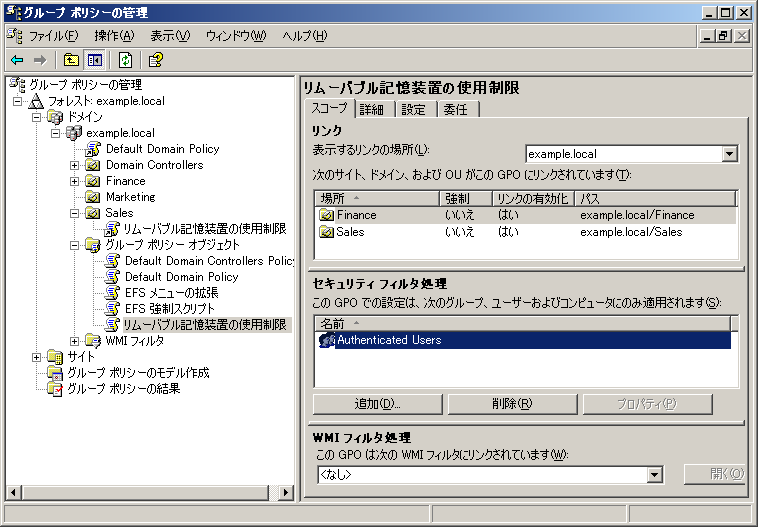 グループ ポリシーの管理
ファイル(F) 操作(A) 表示(V) ウィンドウ(W) ヘルプ(H)
グループ ポリシーの管理
フォレスト: example.local
ドメイン
example.local
Default Domain Policy
Domain Controllers
Finance
Marketing
Sales
リムーバブル記憶装置の使用制限
グループ ポリシー オブジェクト
Default Domain Controllers Polic
Default Domain Policy
EFS メニューの拡張
EFS 強制スクリプト
リムーバブル記憶装置の使用制限
WMI フィルタ
サイト
グループ ポリシーのモデル作成
グループ ポリシーの結果
リムーバブル記憶装置の使用制限
スコープ 詳細 設定 委任
リンク
表示するリンクの場所(L): example.local
次のサイト、ドメイン、および OU がこの GPO にリンクされています(T):
場所 強制 リンクの有効化 パス
Finance いいえ はい example.local/Finance
Sales いいえ はい example.local/Sales
セキュリティ フィルタ処理
この GPO での設定は、次のグループ、ユーザーおよびコンピュータにのみ適用されます(S):
名前
Authenticated Users
追加(D)... 削除(R) プロパティ(P)
WMI フィルタ処理
この GPO は次の WMI フィルタにリンクされています(W):
<なし> 開く(O)